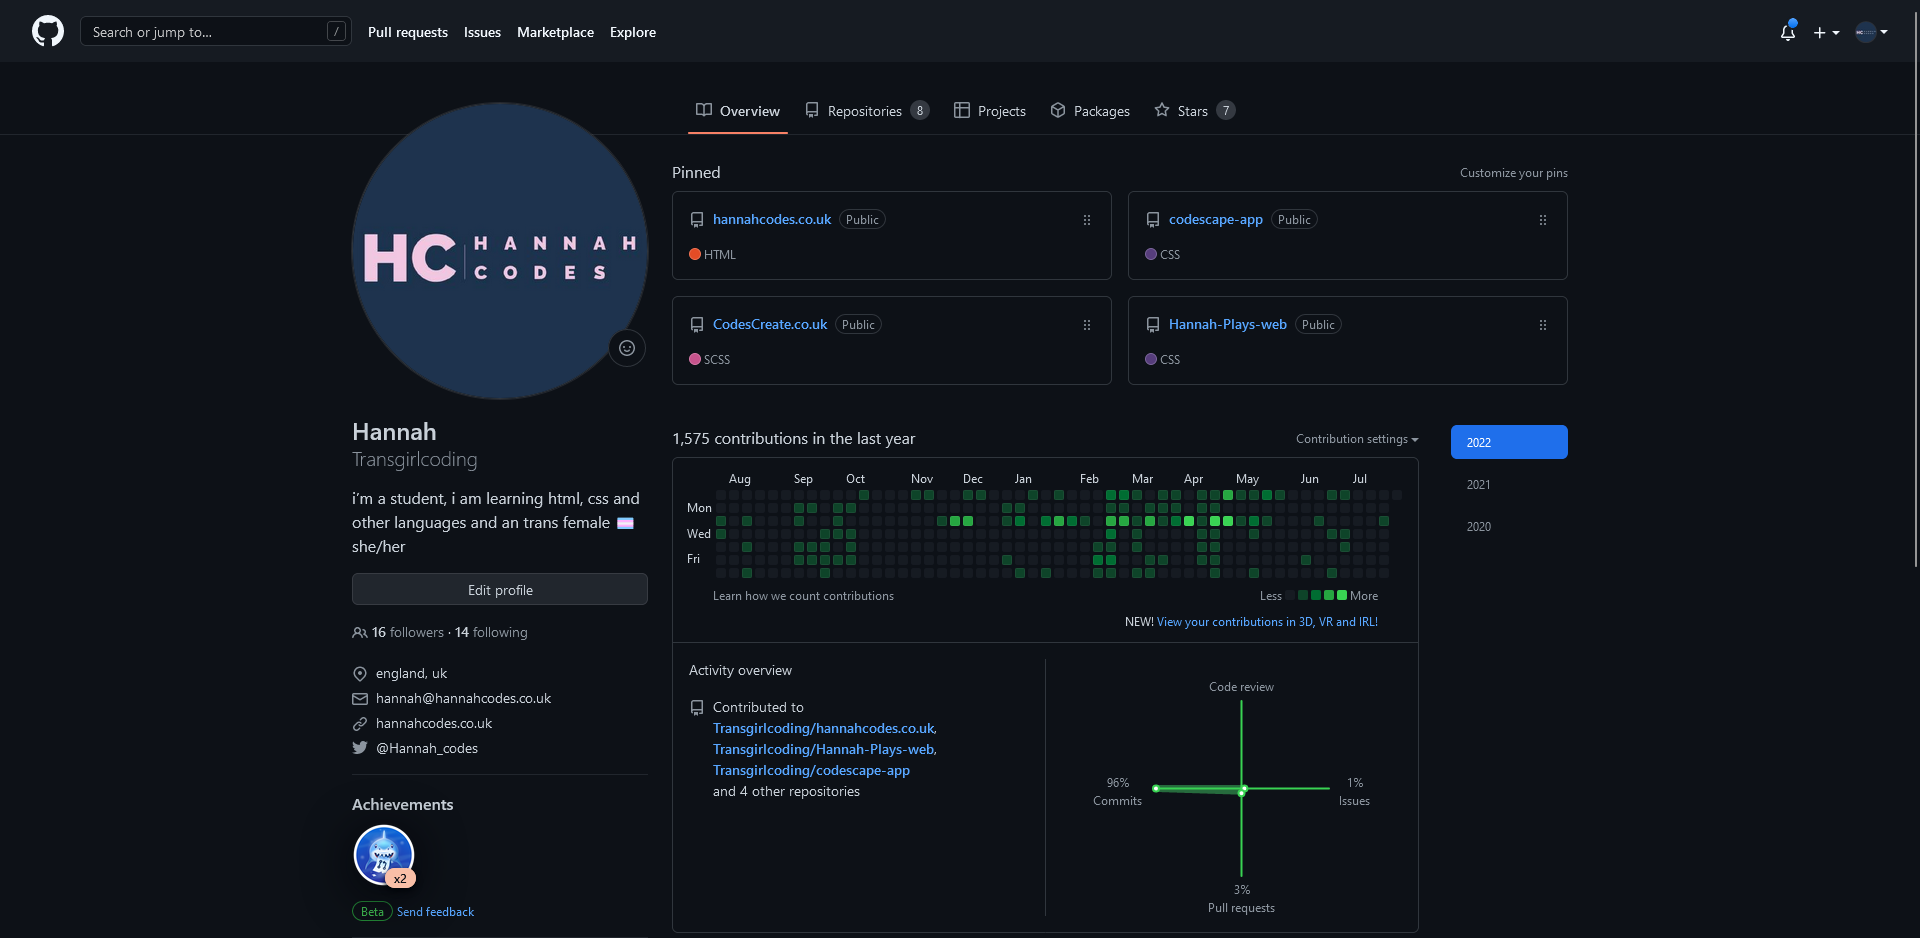 Search or jump to... /
Pull requests Issues Marketplace Explore
Overview Repositories 8 Projects Packages Stars 7
HC HANNAH
CODES
Hannah
Transgirlcoding
i'm a student, i am learning html, css and
other languages and an trans female 🏳️‍⚧️
she/her
Edit profile
16 followers · 14 following
england, uk
hannah@hannahcodes.co.uk
hannahcodes.co.uk
@Hannah_codes
Achievements
x2
Beta Send feedback
Pinned
Customize your pins
hannahcodes.co.uk Public
HTML
codescape-app Public
CSS
CodesCreate.co.uk Public
SCSS
Hannah-Plays-web Public
CSS
1,575 contributions in the last year
Contribution settings
2022
2021
2020
Aug Sep Oct Nov Dec Jan Feb Mar Apr May Jun Jul
Mon
Wed
Fri
Learn how we count contributions
Less More
NEW! View your contributions in 3D, VR and IRL!
Activity overview
Contributed to
Transgirlcoding/hannahcodes.co.uk,
Transgirlcoding/Hannah-Plays-web,
Transgirlcoding/codescape-app
and 4 other repositories
Code review
96%
Commits
1%
Issues
3%
Pull requests